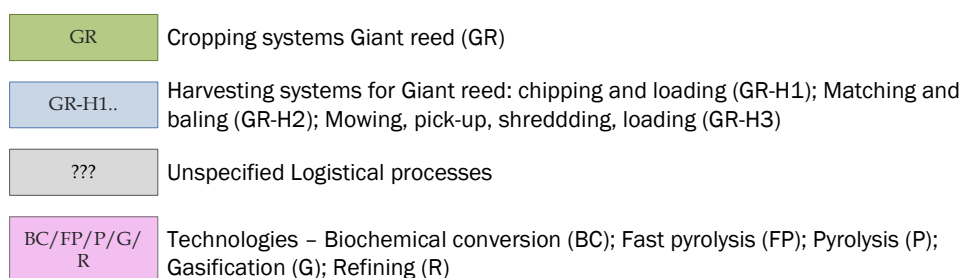 GR Cropping systems Giant reed (GR)
GR-H1.. Harvesting systems for Giant reed: chipping and loading (GR-H1); Matching and
baling (GR-H2); Mowing, pick-up, shreddding, loading (GR-H3)
??? Unspecified Logistical processes
BC/FP/P/G/
R
Technologies – Biochemical conversion (BC); Fast pyrolysis (FP); Pyrolysis (P);
Gasification (G); Refining (R)